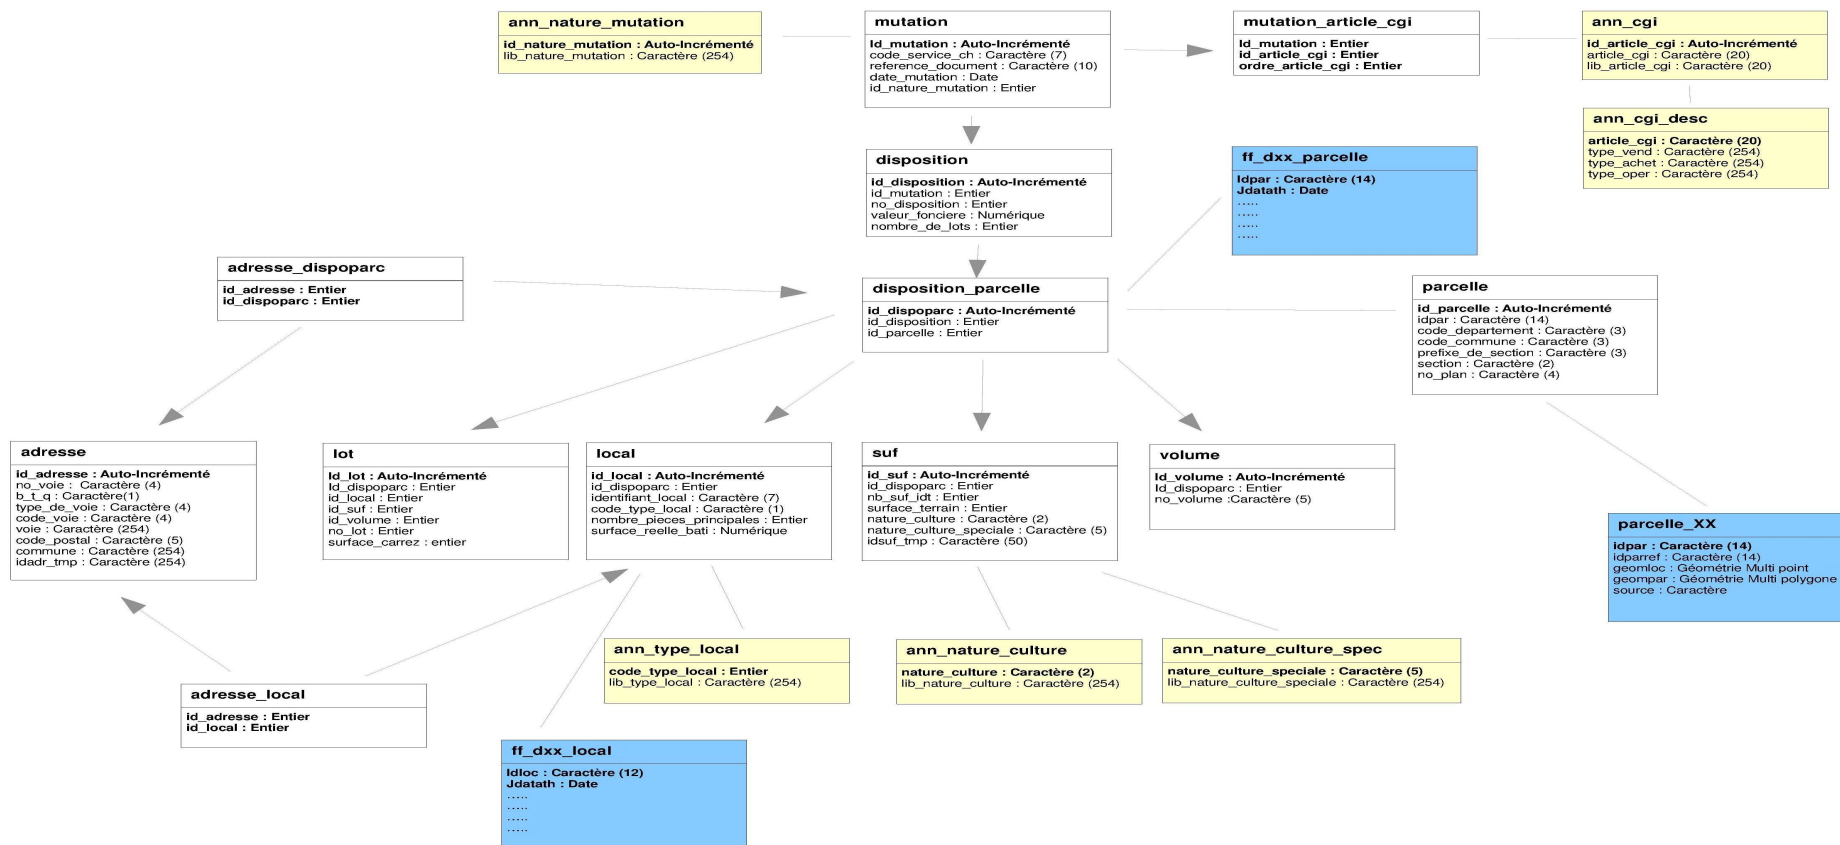 ann_nature_mutation
id_nature_mutation : Auto-Incrémenté
lib_nature_mutation : Caractère (254)
mutation
Id_mutation : Auto-Incrémenté
code_service_ch : Caractère (7)
reference_document : Caractère (10)
date_mutation : Date
id_nature_mutation : Entier
mutation_article_cgi
Id_mutation : Entier
id_article_cgi : Entier
ordre_article_cgi : Entier
ann_cgi
id_article_cgi : Auto-Incrémenté
article_cgi : Caractère (20)
lib_article_cgi : Caractère (20)
ann_cgi_desc
article_cgi : Caractère (20)
type_vend : Caractère (254)
type_achet : Caractère (254)
type_oper : Caractère (254)
disposition
id_disposition : Auto-Incrémenté
id_mutation : Entier
no_disposition : Entier
valeur_fonciere : Numérique
nombre_de_lots : Entier
ff_dxx_parcelle
Idpar : Caractère (14)
Jdatath : Date
.....
.....
.....
.....
adresse_dispoparc
id_adresse : Entier
id_dispoparc : Entier
disposition_parcelle
id_dispoparc : Auto-Incrémenté
id_disposition : Entier
id_parcelle : Entier
parcelle
id_parcelle : Auto-Incrémenté
idpar : Caractère (14)
code_departement : Caractère (3)
code_commune : Caractère (3)
prefixe_de_section : Caractère (3)
section : Caractère (2)
no_plan : Caractère (4)
adresse
id_adresse : Auto-Incrémenté
no_voie : Caractère (4)
b_t_q : Caractère(1)
type_de_voie : Caractère (4)
code_voie : Caractère (4)
voie : Caractère (254)
code_postal : Caractère (5)
commune : Caractère (254)
idadr_tmp : Caractère (254)
lot
Id_lot : Auto-Incrémenté
Id_dispoparc : Entier
id_local : Entier
id_suf : Entier
id_volume : Entier
no_lot : Entier
surface_carrez : entier
local
id_local : Auto-Incrémenté
id_dispoparc : Entier
identifiant_local : Caractère (7)
code_type_local : Caractère (1)
nombre_pieces_principales : Entier
surface_reelle_bati : Numérique
suf
id_suf : Auto-Incrémenté
id_dispoparc : Entier
nb_suf_idt : Entier
surface_terrain : Entier
nature_culture : Caractère (2)
nature_culture_speciale : Caractère (5)
idsuf_tmp : Caractère (50)
volume
Id_volume : Auto-Incrémenté
Id_dispoparc : Entier
no_volume :Caractère (5)
parcelle_XX
idpar : Caractère (14)
idparref : Caractère (14)
geomloc : Géométrie Multi point
geompar : Géométrie Multi polygone
source : Caractère
ann_type_local
code_type_local : Entier
lib_type_local : Caractère (254)
ann_nature_culture
nature_culture : Caractère (2)
lib_nature_culture : Caractère (254)
ann_nature_culture_spec
nature_culture_speciale : Caractère (5)
lib_nature_culture_speciale : Caractère (254)
adresse_local
id_adresse : Entier
id_local : Entier
ff_dxx_local
Idloc : Caractère (12)
Jdatath : Date
.....
.....
.....
.....